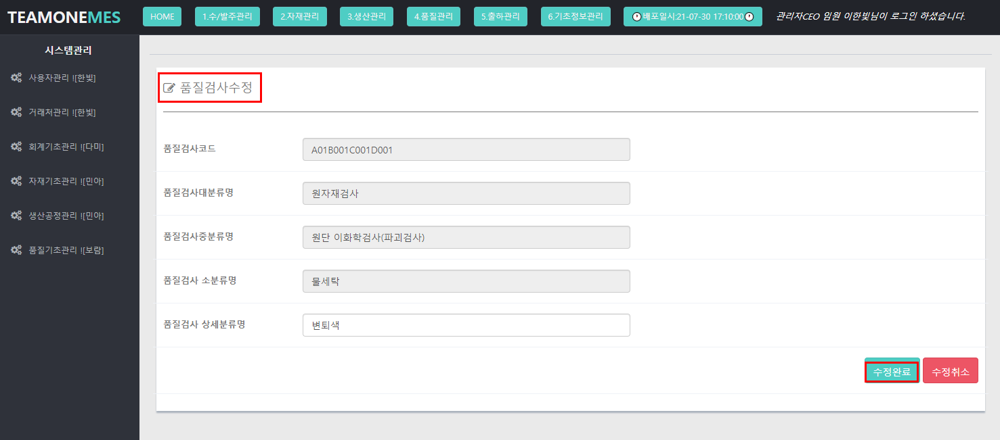 TEAMONEMES
HOME
1.수/발주관리
2.자재관리
3.생산관리
4.품질관리
5.출하관리
6.기초정보관리
배포일시:21-07-30 17:10:00
관리자CEO 임원 이한빛님이 로그인 하셨습니다.
시스템관리
사용자관리 ![한빛]
거래처관리 ![한빛]
회계기초관리 ![다미]
자재기초관리 ![민아]
생산공정관리 ![민아]
품질기초관리 ![보람]
품질검사수정
품질검사코드
A01B001C001D001
품질검사대분류명
원자재검사
품질검사중분류명
원단 이화학검사(파괴검사)
품질검사 소분류명
물세탁
품질검사 상세분류명
변퇴색
수정완료
수정취소